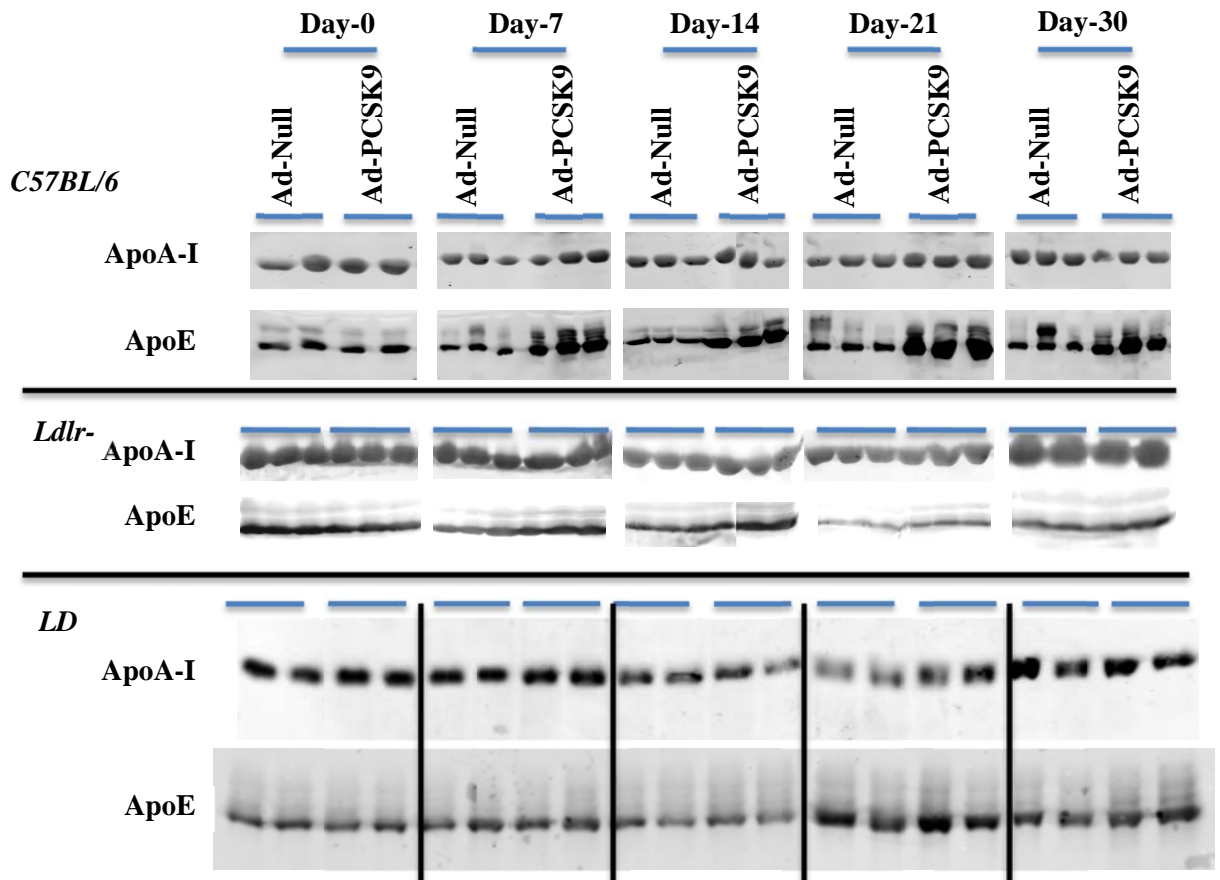 Day-0 Day-7 Day-14 Day-21 Day-30
Ad-Null Ad-PCSK9 Ad-Null Ad-PCSK9 Ad-Null Ad-PCSK9 Ad-Null Ad-PCSK9 Ad-Null Ad-PCSK9
C57BL/6
ApoA-I
ApoE
Ldlr-
ApoA-I
ApoE
LD
ApoA-I
ApoE